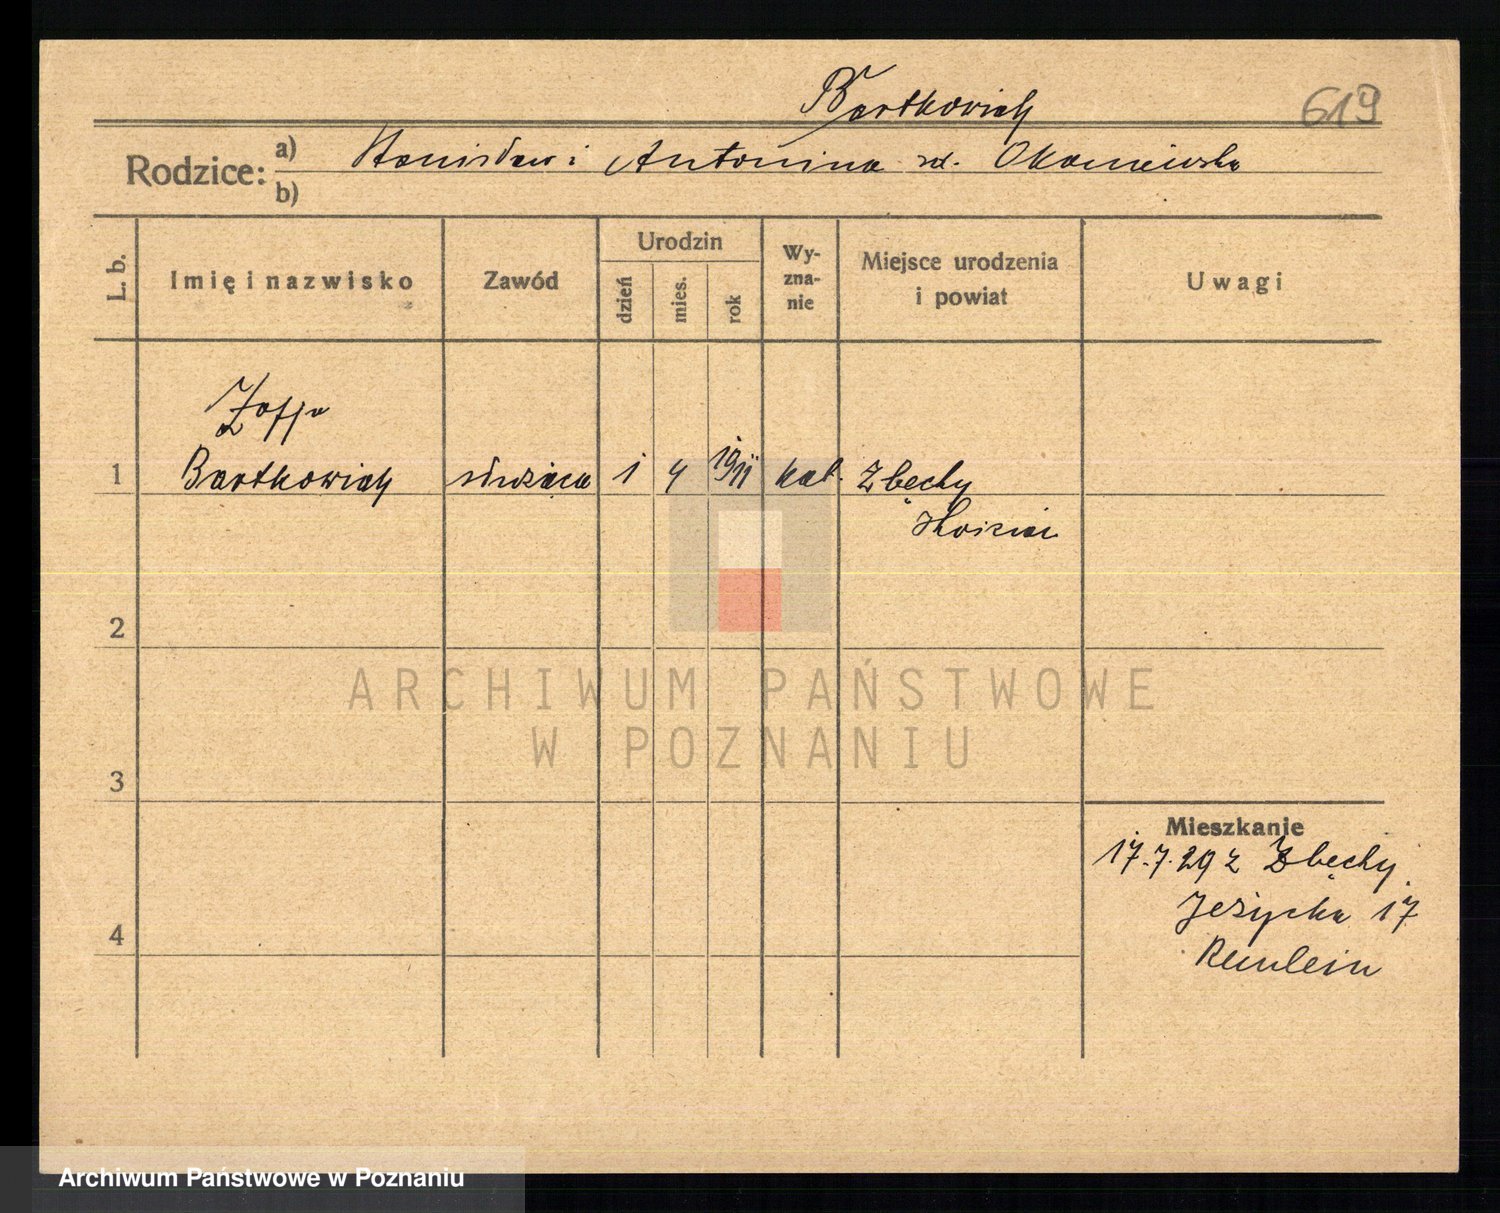 Bartkowiak
619
Rodzice: a) Stanisław i Antonina zd. Okoniewska
b)
L. b.
Imię i nazwisko
Zawód
Urodzin
dzień
mies.
rok
Wy-
zna-
nie
Miejsce urodzenia
i powiat
Uwagi
Zofja
1 Bartkowiak służąca 1 4 1911 kat. Zbęchy
Kościan
2
ARCHIWUM PAŃSTWOWE
W POZNANIU
3
Mieszkanie
17.7.29 z Zbęchy
Jeżycka 17
4
Archiwum Państwowe w Poznaniu